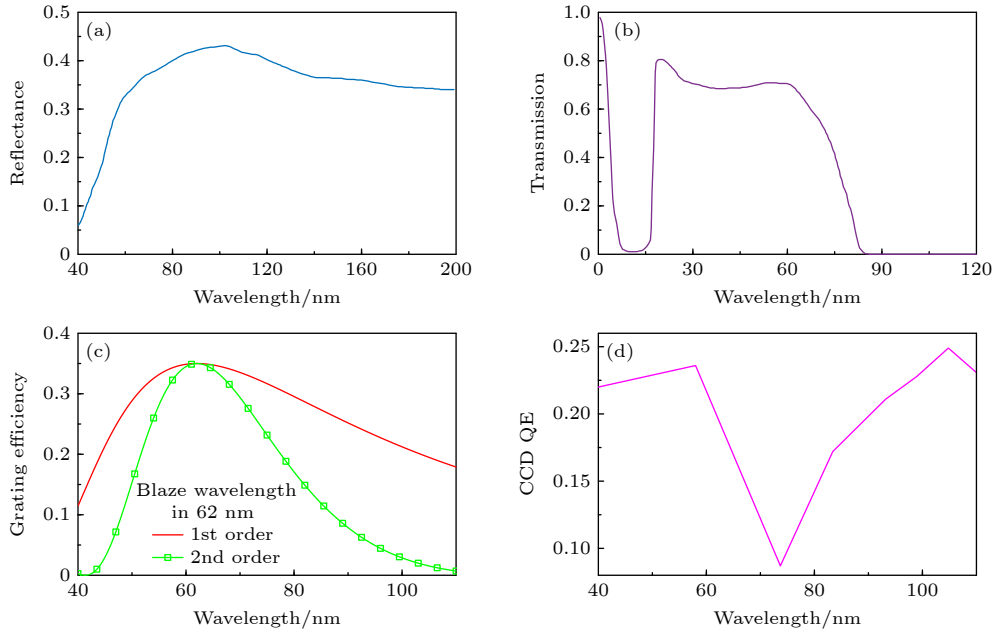 (a)
Reflectance
0.5
0.4
0.3
0.2
0.1
0
40 80 120 160 200
Wavelength/nm
(b)
Transmission
1.0
0.8
0.6
0.4
0.2
0
0 30 60 90 120
Wavelength/nm
(c)
Grating efficiency
0.4
0.3
0.2
0.1
0
Blaze wavelength
in 62 nm
1st order
2nd order
40 60 80 100
Wavelength/nm
(d)
CCD QE
0.25
0.20
0.15
0.10
40 60 80 100
Wavelength/nm